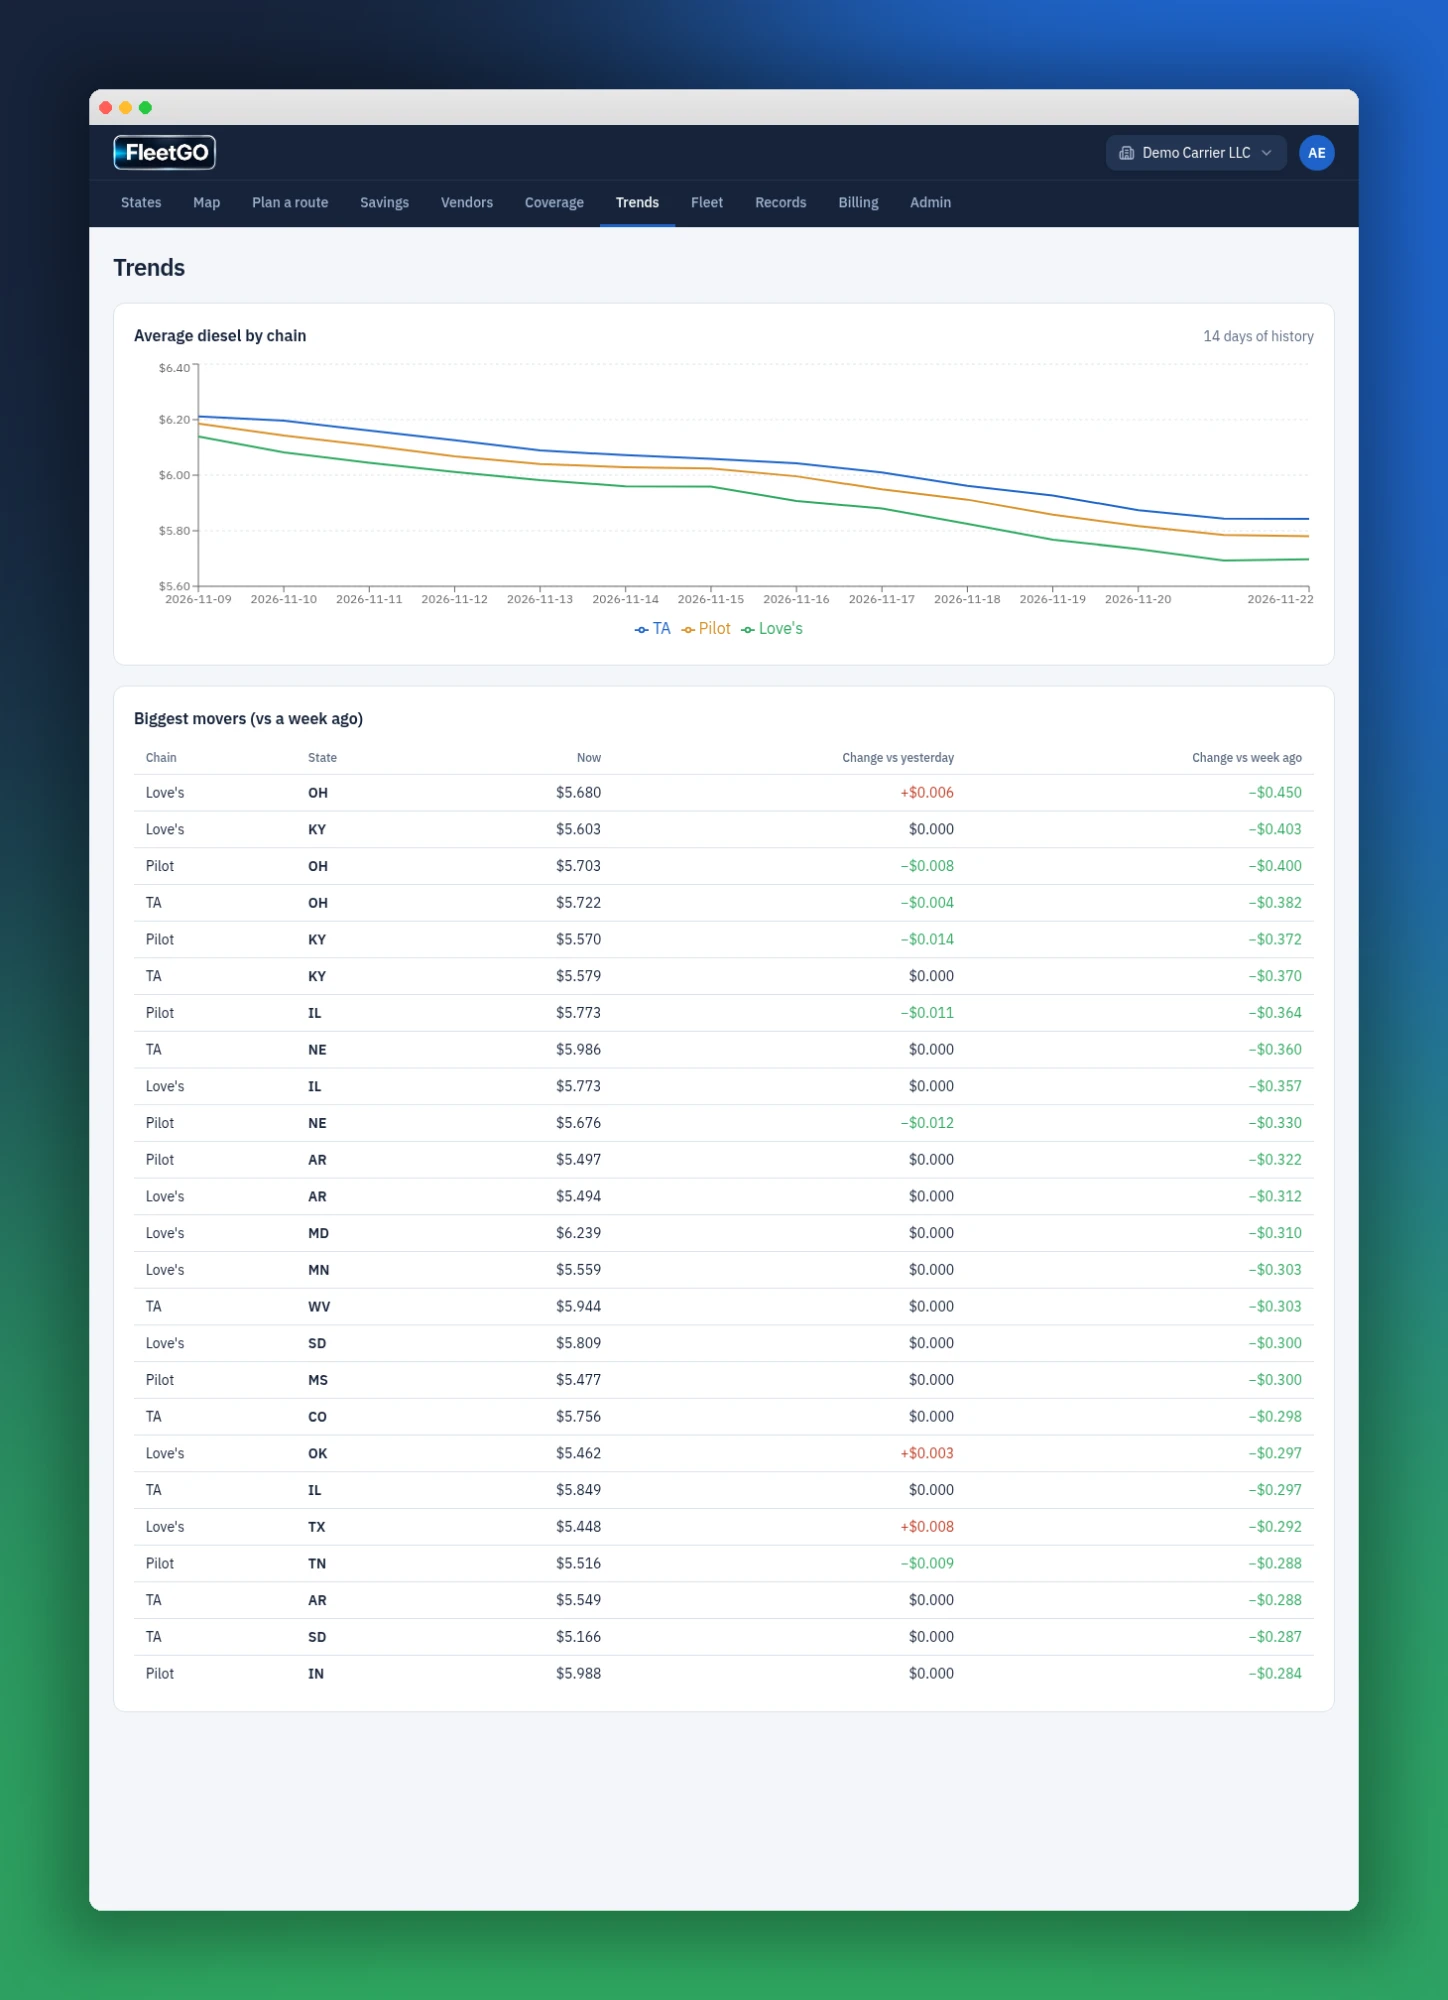 FleetGO
Demo Carrier LLC
AE
States Map Plan a route Savings Vendors Coverage Trends Fleet Records Billing Admin
Trends
Average diesel by chain
14 days of history
$6.40
$6.20
$6.00
$5.80
$5.60
2026-11-09 2026-11-10 2026-11-11 2026-11-12 2026-11-13 2026-11-14 2026-11-15 2026-11-16 2026-11-17 2026-11-18 2026-11-19 2026-11-20 2026-11-22
TA Pilot Love's
Biggest movers (vs a week ago)
Chain State Now Change vs yesterday Change vs week ago
Love's OH $5.680 +$0.006 −$0.450
Love's KY $5.603 $0.000 −$0.403
Pilot OH $5.703 −$0.008 −$0.400
TA OH $5.722 −$0.004 −$0.382
Pilot KY $5.570 −$0.014 −$0.372
TA KY $5.579 $0.000 −$0.370
Pilot IL $5.773 −$0.011 −$0.364
TA NE $5.986 $0.000 −$0.360
Love's IL $5.773 $0.000 −$0.357
Pilot NE $5.676 −$0.012 −$0.330
Pilot AR $5.497 $0.000 −$0.322
Love's AR $5.494 $0.000 −$0.312
Love's MD $6.239 $0.000 −$0.310
Love's MN $5.559 $0.000 −$0.303
TA WV $5.944 $0.000 −$0.303
Love's SD $5.809 $0.000 −$0.300
Pilot MS $5.477 $0.000 −$0.300
TA CO $5.756 $0.000 −$0.298
Love's OK $5.462 +$0.003 −$0.297
TA IL $5.849 $0.000 −$0.297
Love's TX $5.448 +$0.008 −$0.292
Pilot TN $5.516 −$0.009 −$0.288
TA AR $5.549 $0.000 −$0.288
TA SD $5.166 $0.000 −$0.287
Pilot IN $5.988 $0.000 −$0.284